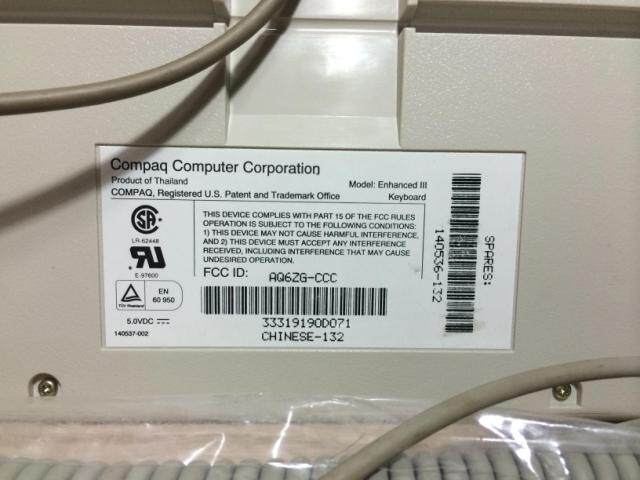 Compaq Computer Corporation
Product of Thailand
Model: Enhanced III
COMPAQ, Registered U.S. Patent and Trademark Office
Keyboard
LR-62448
E-97600
TÜV Rheinland
EN
60 950
5.0VDC
140537-002
THIS DEVICE COMPLIES WITH PART 15 OF THE FCC RULES
OPERATION IS SUBJECT TO THE FOLLOWING CONDITIONS:
1) THIS DEVICE MAY NOT CAUSE HARMFUL INTERFERENCE,
AND 2) THIS DEVICE MUST ACCEPT ANY INTERFERENCE
RECEIVED, INCLUDING INTERFERENCE THAT MAY CAUSE
UNDESIRED OPERATION.
FCC ID: AQ6ZG-CCC
33319190D071
CHINESE-132
SPARES:
140536-132